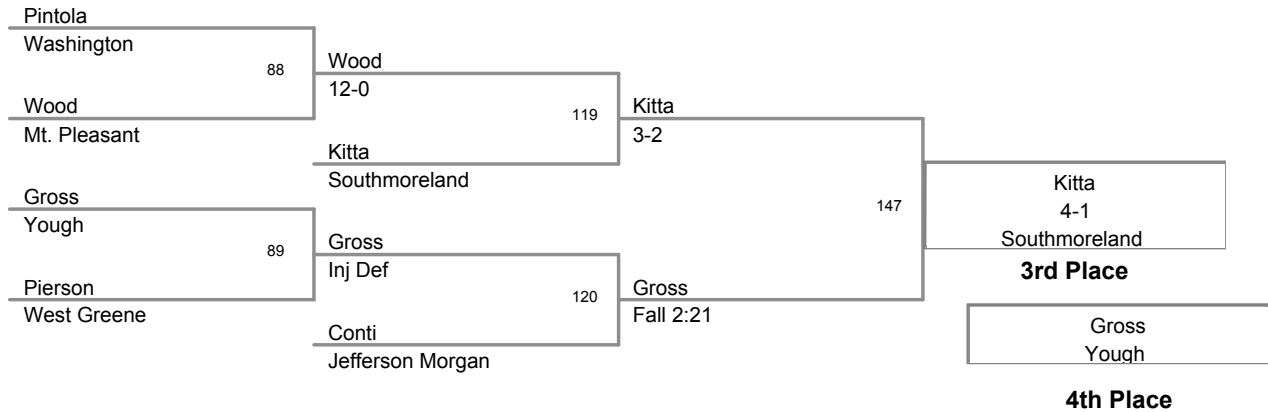 Pintola
Washington
88
Wood
12-0
Wood
Mt. Pleasant
119
Kitta
3-2
Kitta
Southmoreland
Gross
Yough
147
Kitta
4-1
Southmoreland
3rd Place
89
Gross
Inj Def
Pierson
West Greene
120
Gross
Fall 2:21
Conti
Jefferson Morgan
Gross
Yough
4th Place